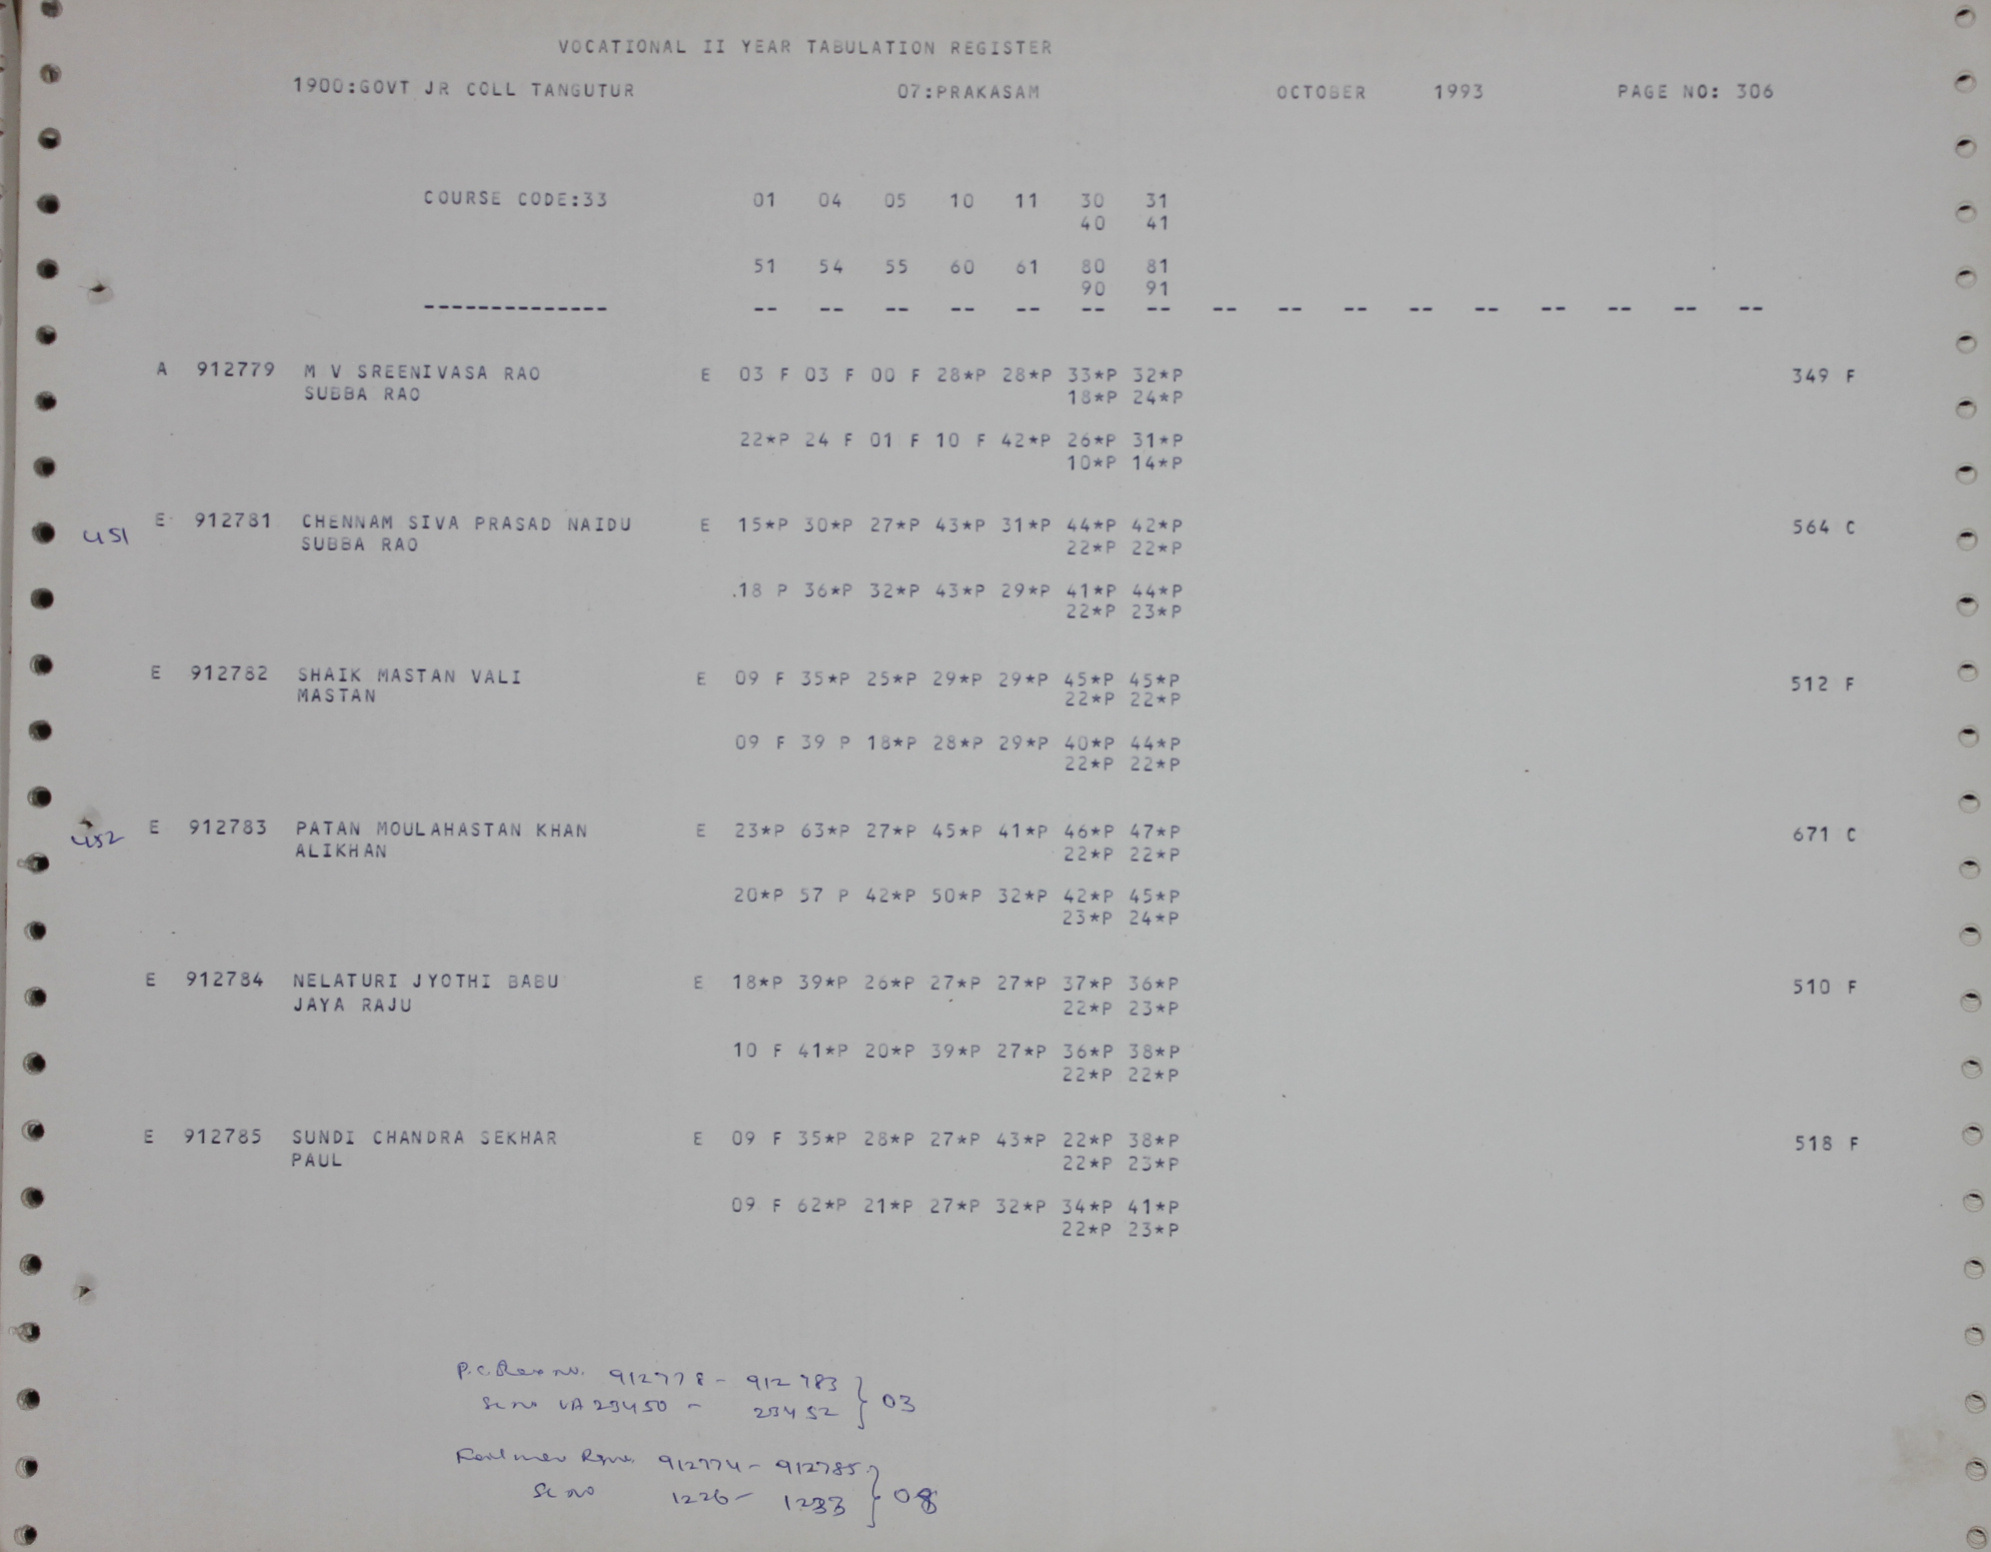 VOCATIONAL II YEAR TABULATION REGISTER
1900:GOVT JR COLL TANGUTUR 07:PRAKASAM OCTOBER 1993 PAGE NO: 306
COURSE CODE:33 01 04 05 10 11 30 31
40 41
51 54 55 60 61 80 81
90 91
-------------- -- -- -- -- -- -- -- -- -- -- -- -- -- -- -- --
A 912779 M V SREENIVASA RAO E 03 F 03 F 00 F 28*P 28*P 33*P 32*P 349 F
SUBBA RAO 18*P 24*P
22*P 24 F 01 F 10 F 42*P 26*P 31*P
10*P 14*P
451 E 912781 CHENNAM SIVA PRASAD NAIDU E 15*P 30*P 27*P 43*P 31*P 44*P 42*P 564 C
SUBBA RAO 22*P 22*P
18 P 36*P 32*P 43*P 29*P 41*P 44*P
22*P 23*P
E 912782 SHAIK MASTAN VALI E 09 F 35*P 25*P 29*P 29*P 45*P 45*P 512 F
MASTAN 22*P 22*P
09 F 39 P 18*P 28*P 29*P 40*P 44*P
22*P 22*P
452 E 912783 PATAN MOULAHASTAN KHAN E 23*P 63*P 27*P 45*P 41*P 46*P 47*P 671 C
ALIKHAN 22*P 22*P
20*P 57 P 42*P 50*P 32*P 42*P 45*P
23*P 24*P
E 912784 NELATURI JYOTHI BABU E 18*P 39*P 26*P 27*P 27*P 37*P 36*P 510 F
JAYA RAJU 22*P 23*P
10 F 41*P 20*P 39*P 27*P 36*P 38*P
22*P 22*P
E 912785 SUNDI CHANDRA SEKHAR E 09 F 35*P 28*P 27*P 43*P 22*P 38*P 518 F
PAUL 22*P 23*P
09 F 62*P 21*P 27*P 32*P 34*P 41*P
22*P 23*P
P.C. no. 912778 - 912783
Sl no VA 23450 - 23452 } 03
912774 - 912785
Sl no 1226 - 1233 } 08